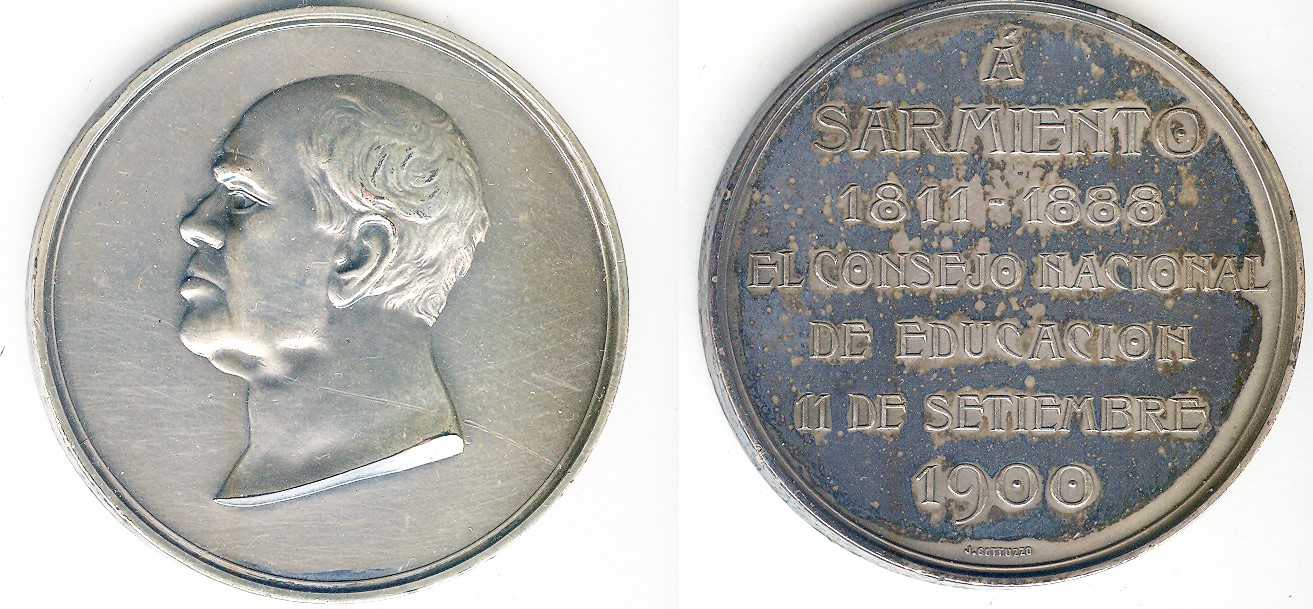 Á
SARMIENTO
1811-1888
EL CONSEJO NACIONAL
DE EDUCACION
11 DE SETIEMBRE
1900
J. GOTTUZZO